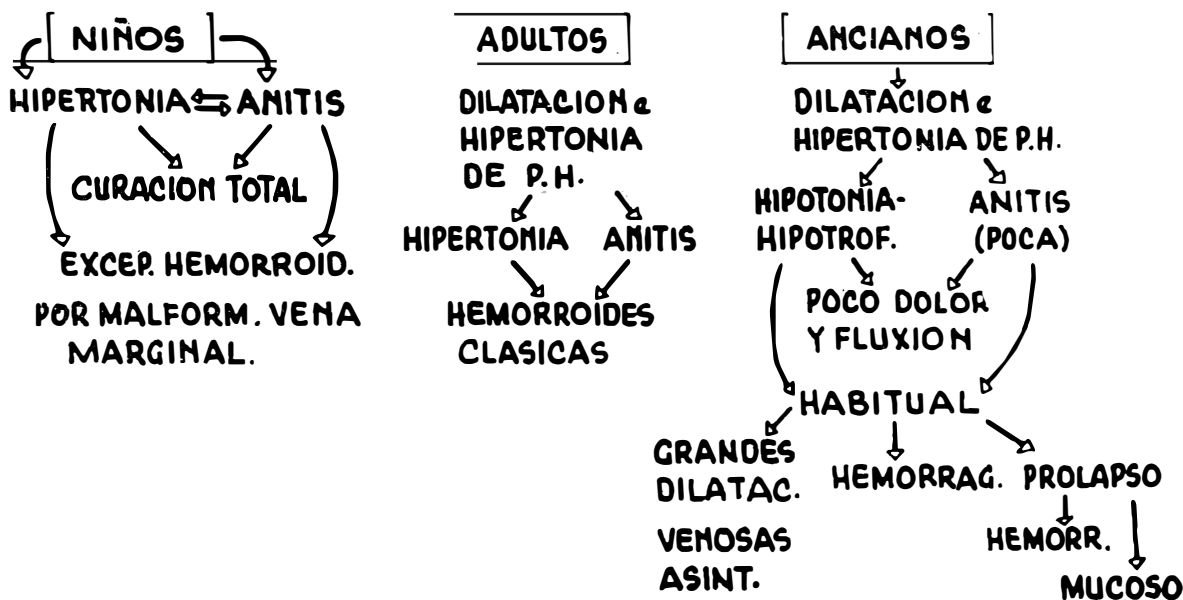 NIÑOS
HIPERTONIA ANITIS
CURACION TOTAL
EXCEP. HEMORROID.
POR MALFORM. VENA
MARGINAL.
ADULTOS
DILATACION e
HIPERTONIA
DE P.H.
HIPERTONIA ANITIS
HEMORROIDES
CLASICAS
ANCIANOS
DILATACION e
HIPERTONIA DE P.H.
HIPOTONIA-
HIPOTROF.
ANITIS
(POCA)
POCO DOLOR
Y FLUXION
HABITUAL
GRANDES
DILATAC.
VENOSAS
ASINT.
HEMORRAG.
PROLAPSO
HEMORR.
MUCOSO